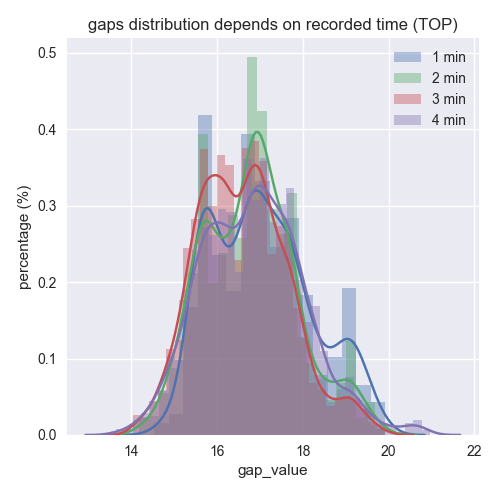 gaps distribution depends on recorded time (TOP)
0.5
0.4
0.3
0.2
0.1
0.0
percentage (%)
1 min
2 min
3 min
4 min
14 16 18 20 22
gap_value